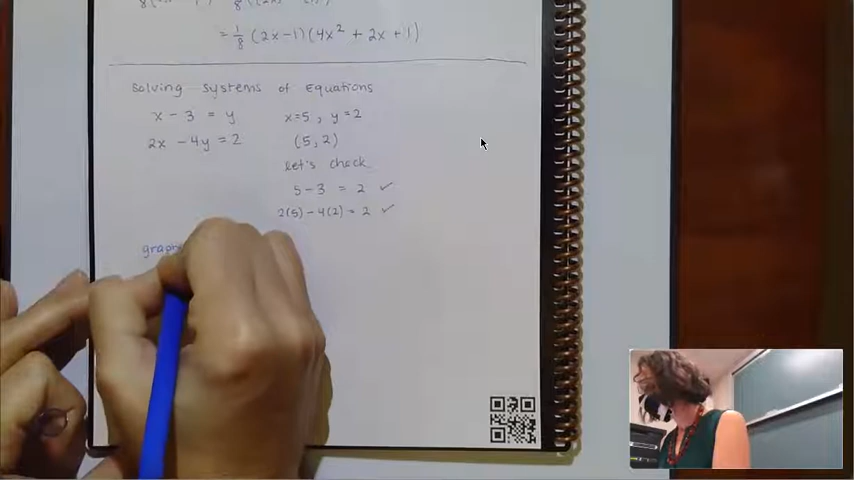 = 1/8 (2x-1)(4x² + 2x + 1)
Solving systems of equations
x - 3 = y
2x - 4y = 2
x=5, y=2
(5,2)
let's check
5-3 = 2 ✓
2(5) - 4(2) = 2 ✓